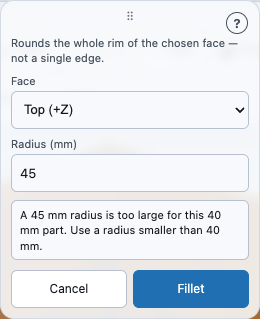 ?
Rounds the whole rim of the chosen face —
not a single edge.
Face
Top (+Z)
Radius (mm)
45
A 45 mm radius is too large for this 40
mm part. Use a radius smaller than 40
mm.
Cancel Fillet